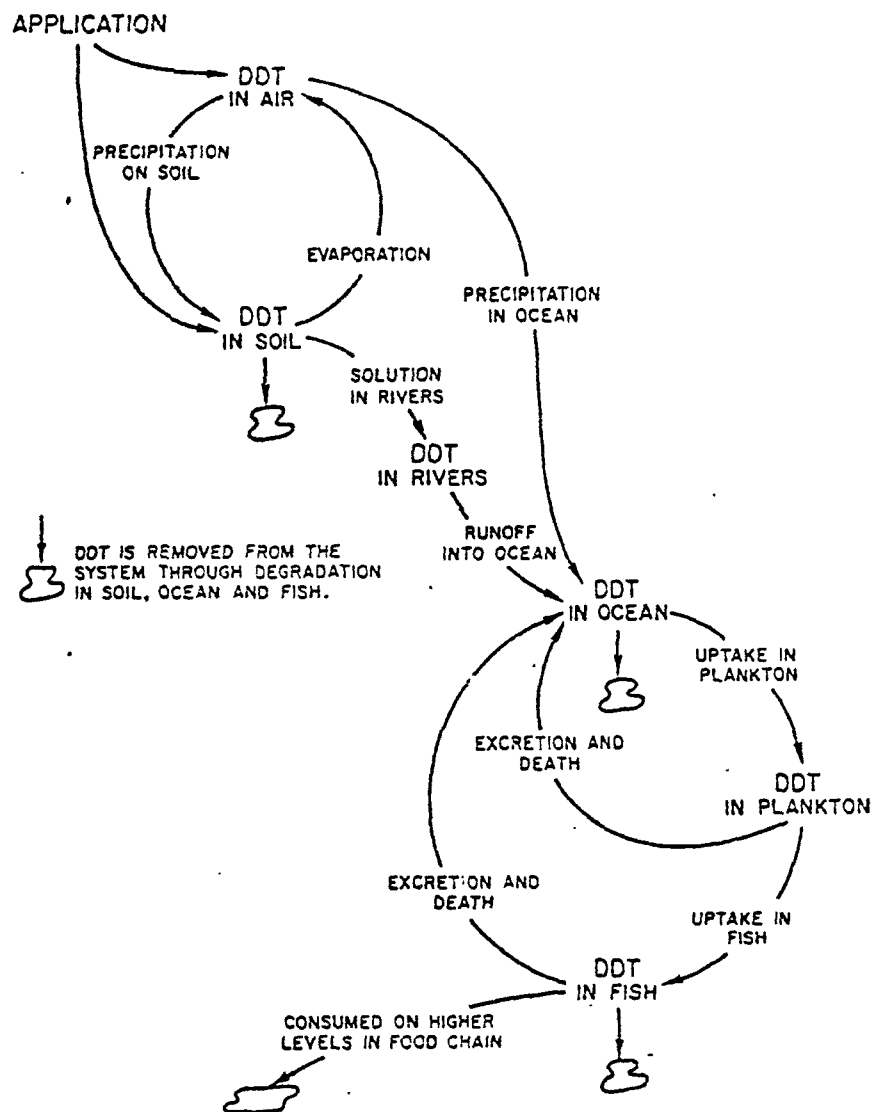 APPLICATION
DDT
IN AIR
PRECIPITATION
ON SOIL
EVAPORATION
PRECIPITATION
IN OCEAN
DDT
IN SOIL
SOLUTION
IN RIVERS
DDT
IN RIVERS
RUNOFF
INTO OCEAN
DDT IS REMOVED FROM THE
SYSTEM THROUGH DEGRADATION
IN SOIL, OCEAN AND FISH.
DDT
IN OCEAN
UPTAKE IN
PLANKTON
EXCRETION AND
DEATH
DDT
IN PLANKTON
EXCRETION AND
DEATH
UPTAKE IN
FISH
DDT
IN FISH
CONSUMED ON HIGHER
LEVELS IN FOOD CHAIN